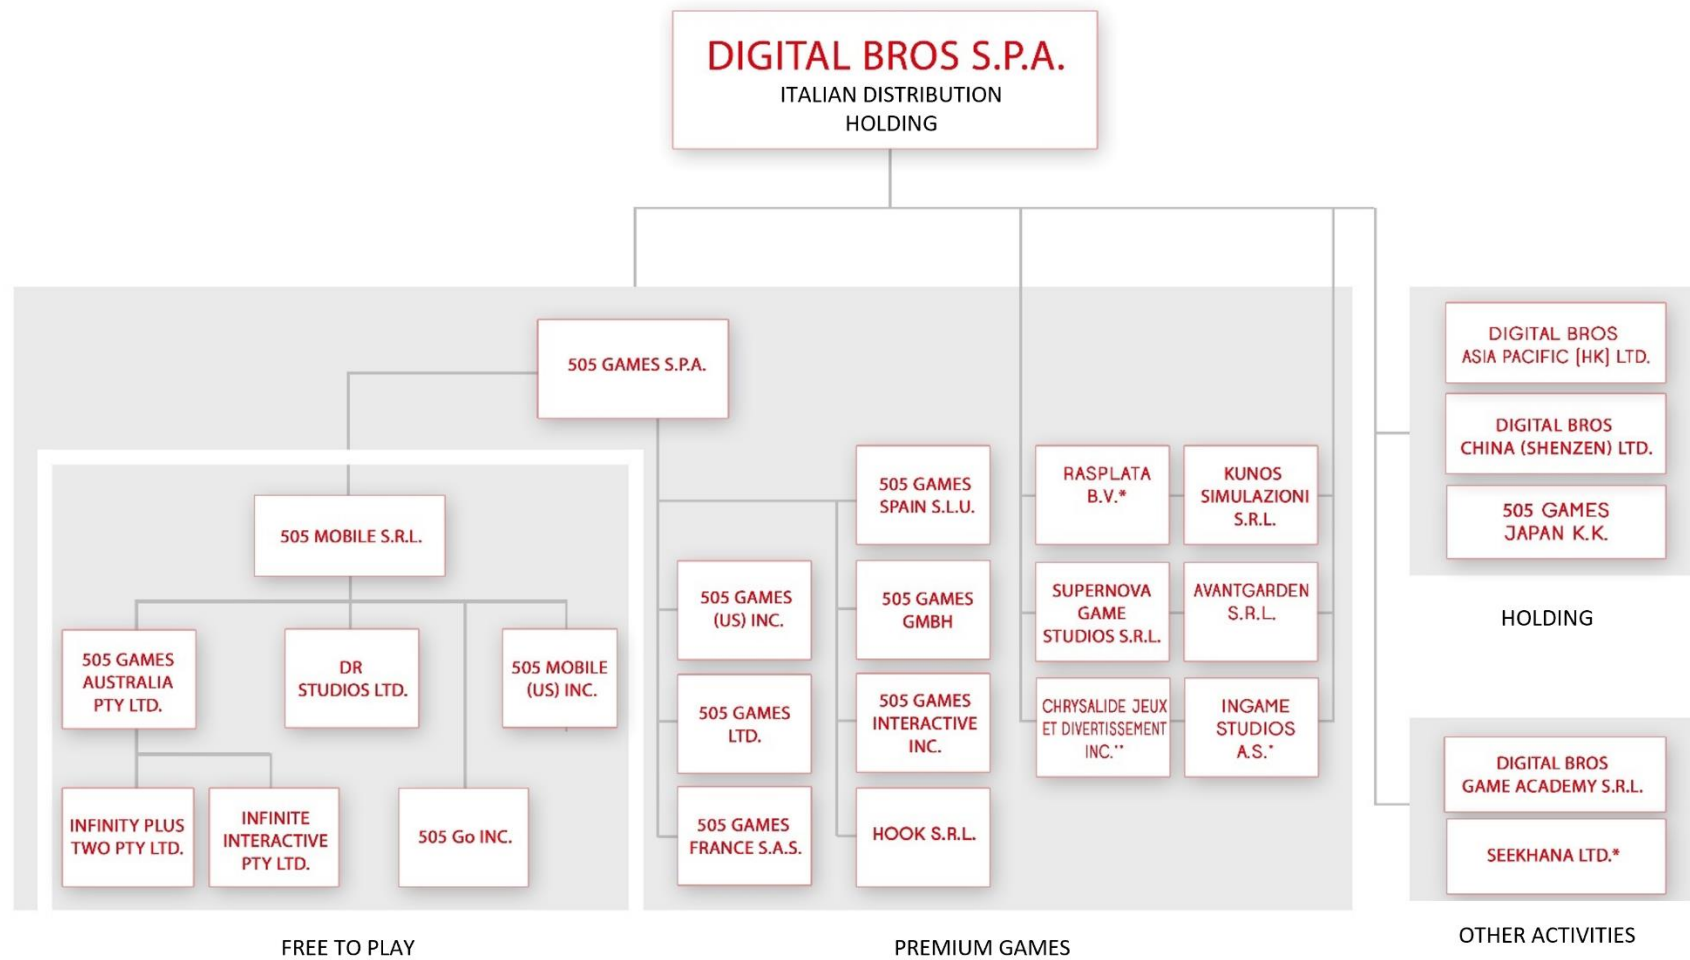 DIGITAL BROS S.P.A.
ITALIAN DISTRIBUTION
HOLDING
505 GAMES S.P.A.
505 MOBILE S.R.L.
505 GAMES
AUSTRALIA
PTY LTD.
DR
STUDIOS LTD.
505 MOBILE
(US) INC.
INFINITY PLUS
TWO PTY LTD.
INFINITE
INTERACTIVE
PTY LTD.
505 Go INC.
FREE TO PLAY
505 GAMES
(US) INC.
505 GAMES
LTD.
505 GAMES
FRANCE S.A.S.
505 GAMES
SPAIN S.L.U.
505 GAMES
GMBH
505 GAMES
INTERACTIVE
INC.
HOOK S.R.L.
RASPLATA
B.V.*
KUNOS
SIMULAZIONI
S.R.L.
SUPERNOVA
GAME
STUDIOS S.R.L.
AVANTGARDEN
S.R.L.
CHRYSALIDE JEUX
ET DIVERTISSEMENT
INC.**
INGAME
STUDIOS
A.S.*
PREMIUM GAMES
DIGITAL BROS
ASIA PACIFIC [HK] LTD.
DIGITAL BROS
CHINA (SHENZEN) LTD.
505 GAMES
JAPAN K.K.
HOLDING
DIGITAL BROS
GAME ACADEMY S.R.L.
SEEKHANA LTD.*
OTHER ACTIVITIES